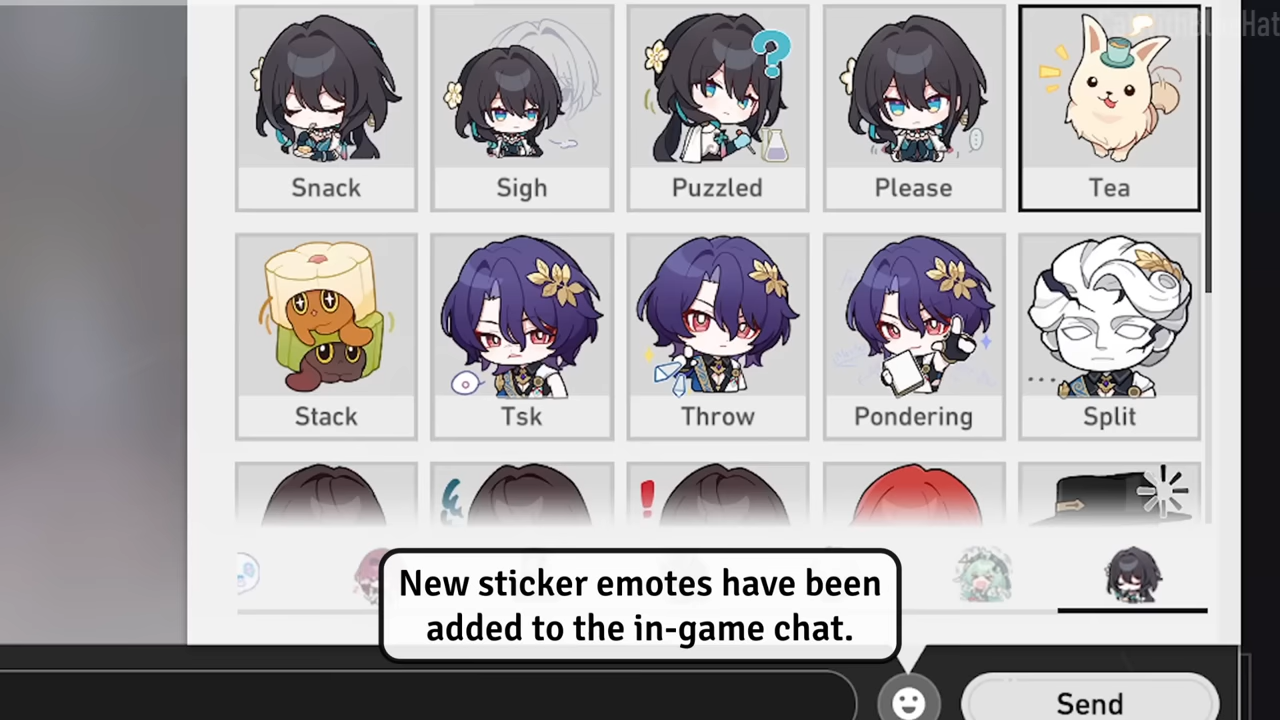 Snack
Sigh
Puzzled
Please
Tea
Stack
Tsk
Throw
Pondering
Split
New sticker emotes have been
added to the in-game chat.
Send